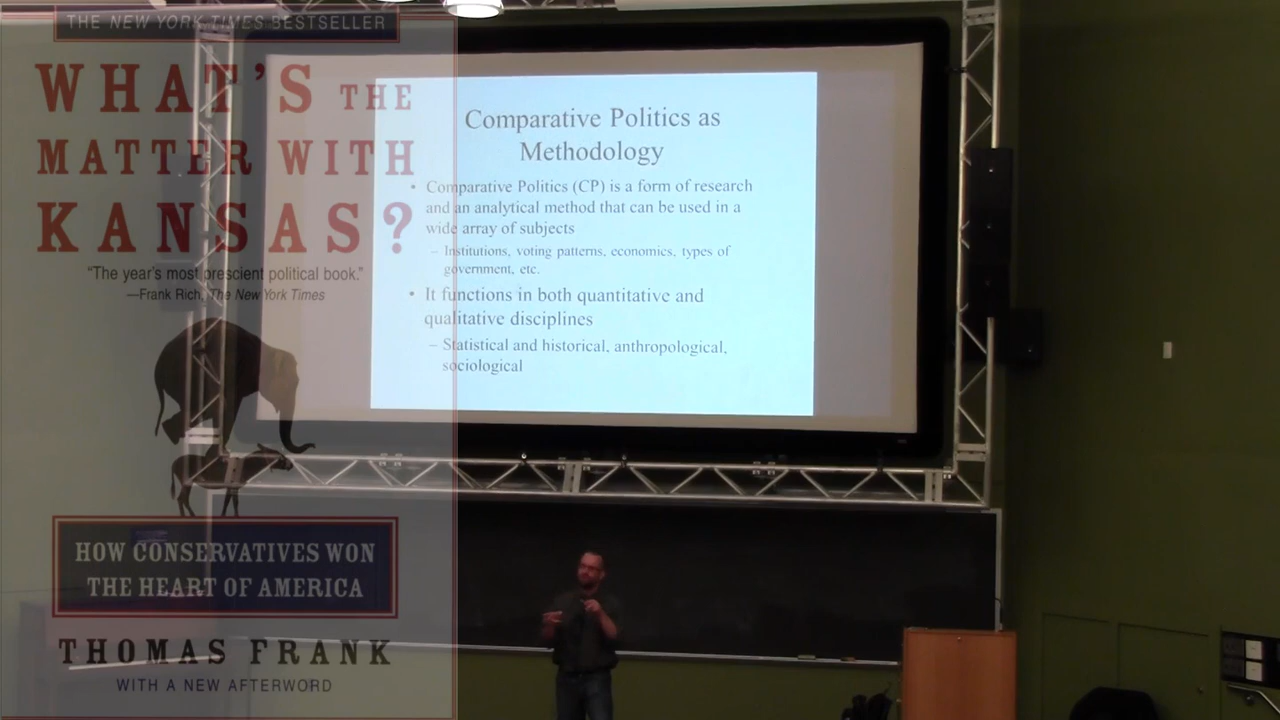 THE NEW YORK TIMES BESTSELLER
WHAT'S THE
MATTER WITH
KANSAS?
"The year's most prescient political book."
—Frank Rich, The New York Times
HOW CONSERVATIVES WON
THE HEART OF AMERICA
THOMAS FRANK
WITH A NEW AFTERWORD
Comparative Politics as
Methodology
• Comparative Politics (CP) is a form of research
and an analytical method that can be used in a
wide array of subjects
– Institutions, voting patterns, economics, types of
government, etc.
• It functions in both quantitative and
qualitative disciplines
– Statistical and historical, anthropological,
sociological